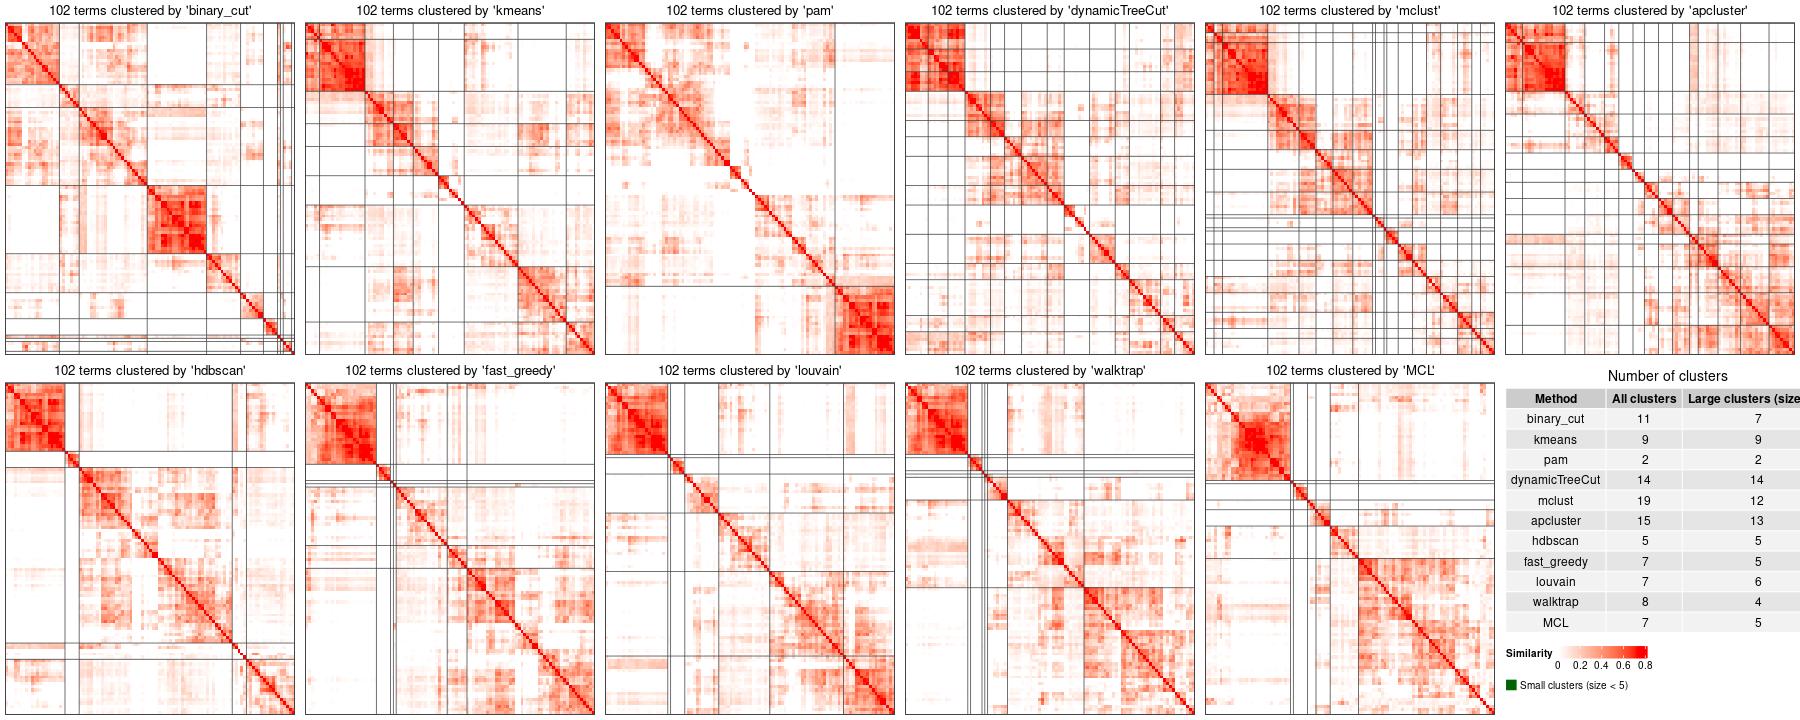 102 terms clustered by 'binary_cut'
102 terms clustered by 'kmeans'
102 terms clustered by 'pam'
102 terms clustered by 'dynamicTreeCut'
102 terms clustered by 'mclust'
102 terms clustered by 'apcluster'
102 terms clustered by 'hdbscan'
102 terms clustered by 'fast_greedy'
102 terms clustered by 'louvain'
102 terms clustered by 'walktrap'
102 terms clustered by 'MCL'
Number of clusters
Method All clusters Large clusters (size
binary_cut 11 7
kmeans 9 9
pam 2 2
dynamicTreeCut 14 14
mclust 19 12
apcluster 15 13
hdbscan 5 5
fast_greedy 7 5
louvain 7 6
walktrap 8 4
MCL 7 5
Similarity
0 0.2 0.4 0.6 0.8
Small clusters (size < 5)